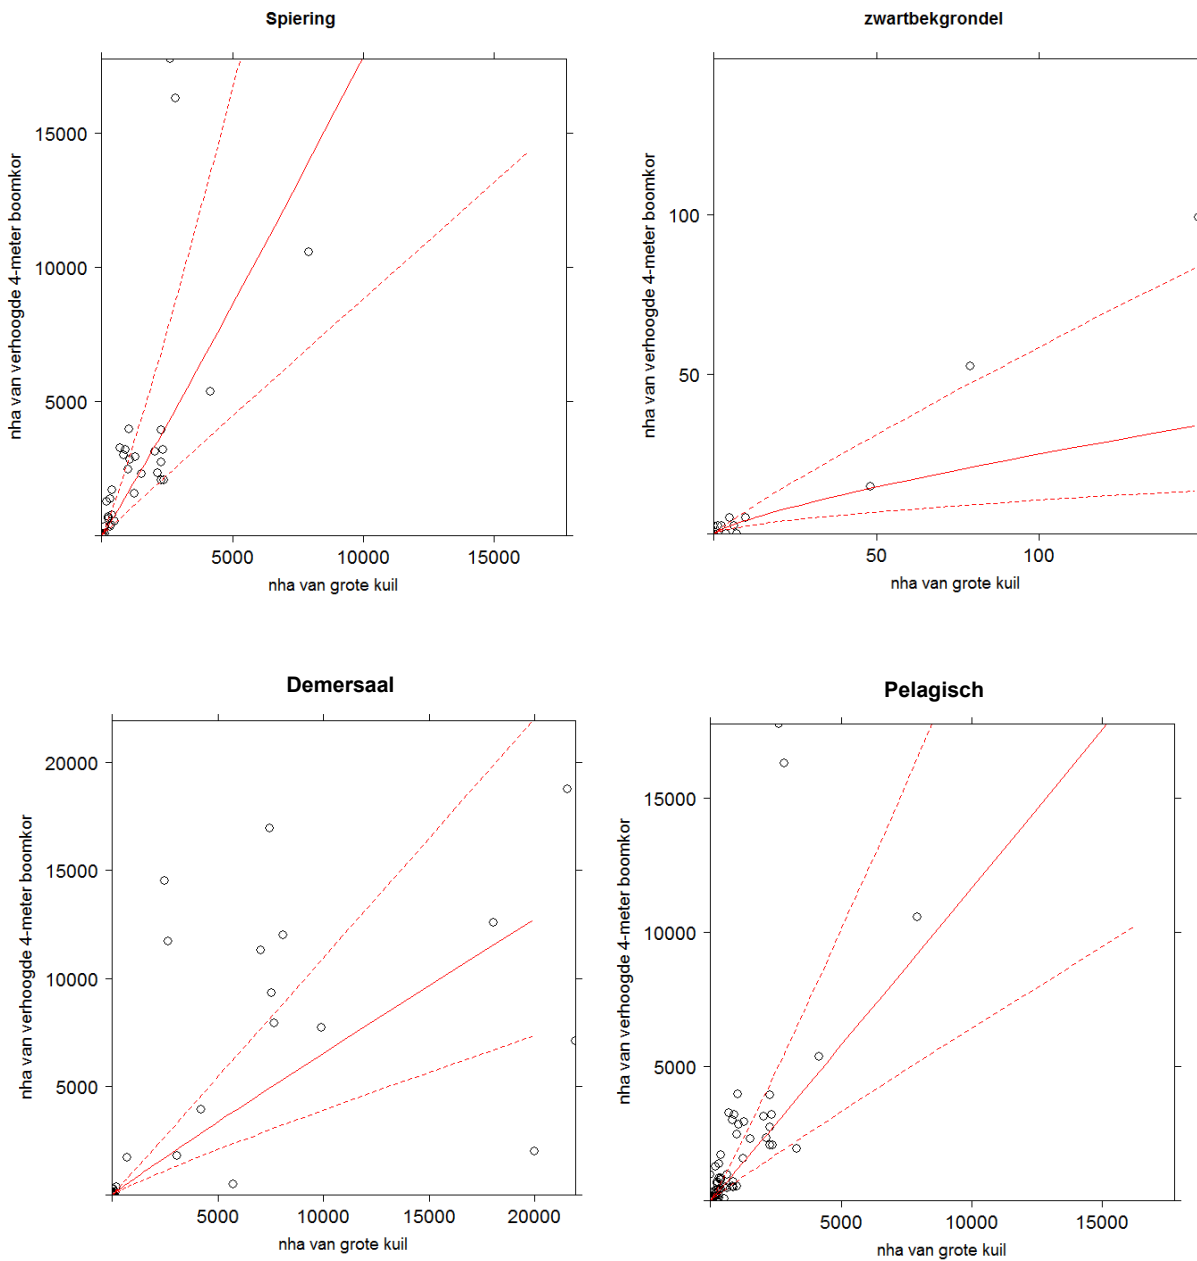 Spiering
nha van verhoogde 4-meter boomkor
15000
10000
5000
5000 10000 15000
nha van grote kuil
zwartbekgrondel
nha van verhoogde 4-meter boomkor
100
50
50 100
nha van grote kuil
Demersaal
nha van verhoogde 4-meter boomkor
20000
15000
10000
5000
5000 10000 15000 20000
nha van grote kuil
Pelagisch
nha van verhoogde 4-meter boomkor
15000
10000
5000
5000 10000 15000
nha van grote kuil